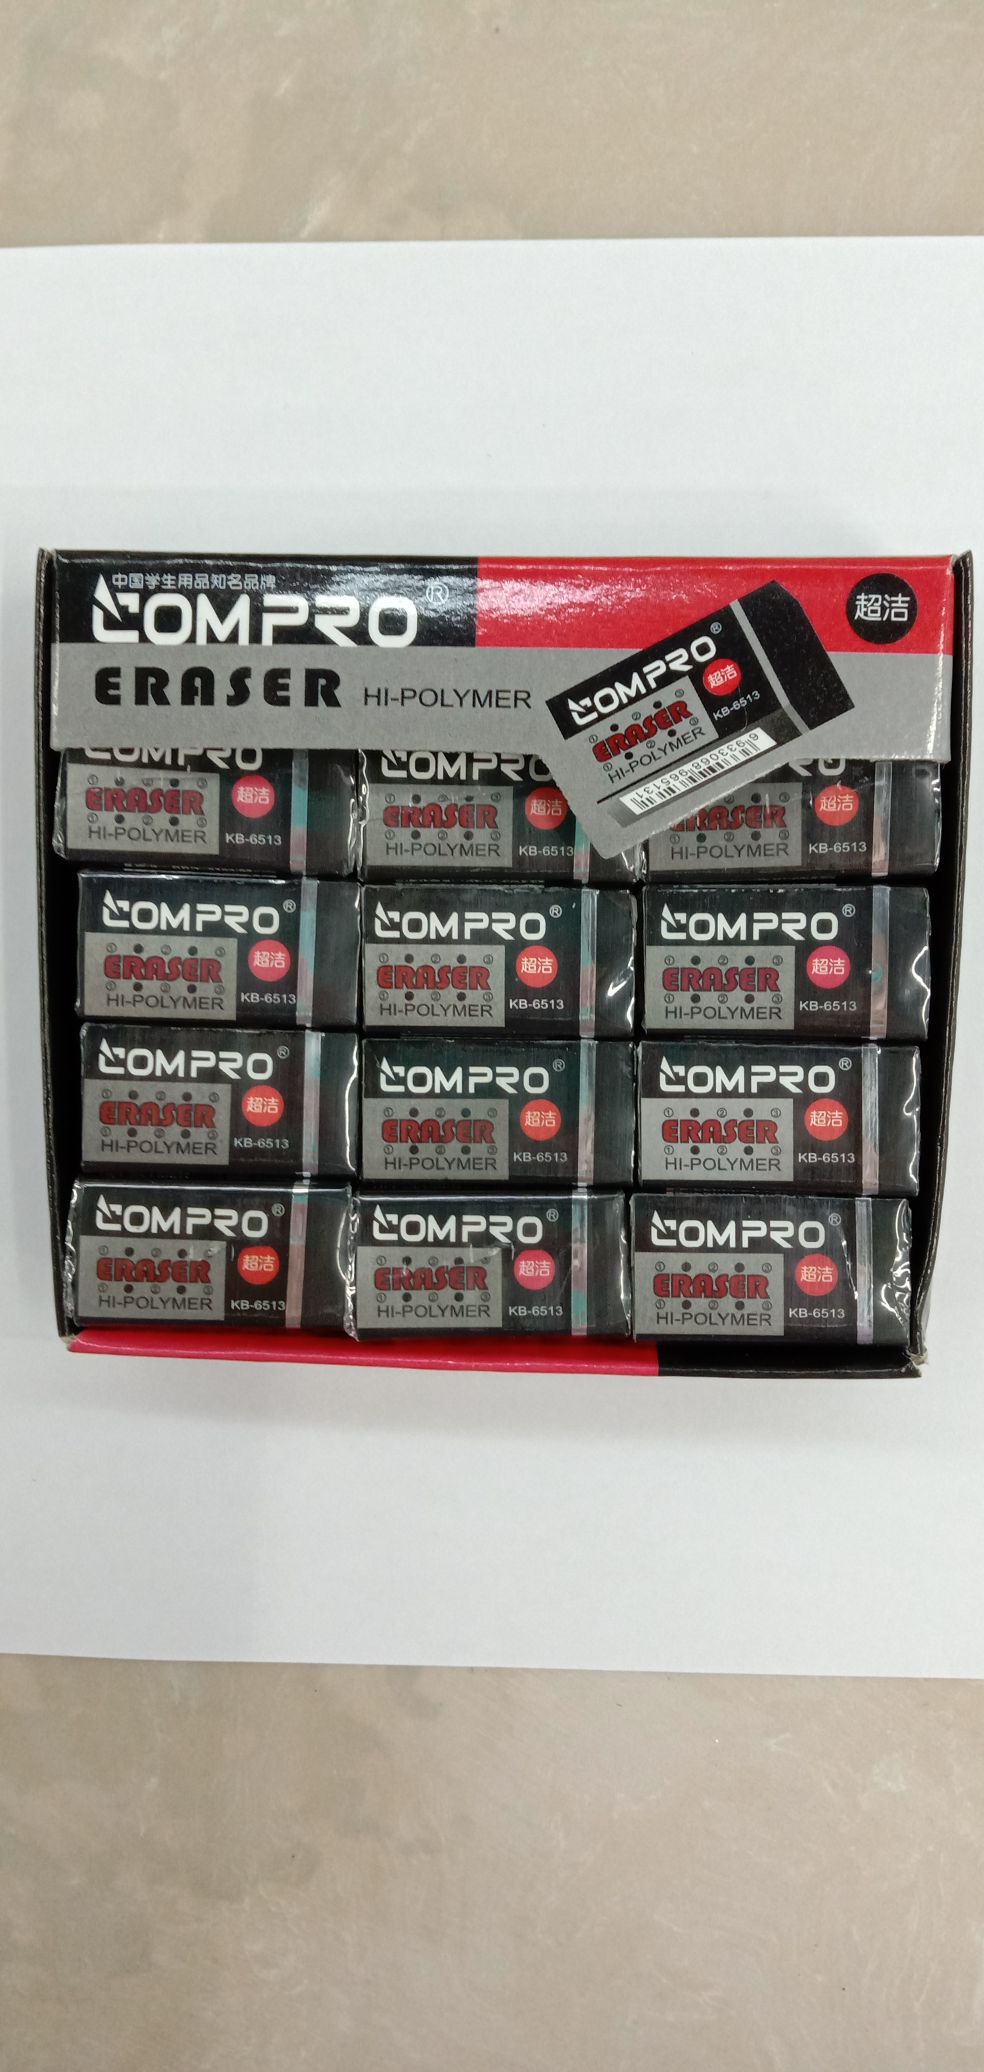 中国学生用品知名品牌
COMPRO®
超洁
ERASER HI-POLYMER
COMPRO®
超洁
ERASER
KB-6513
HI-POLYMER
6933068965131
COMPRO
ERASER
超洁
HI-POLYMER
KB-6513
COMPRO
ERASER
超洁
HI-POLYMER
KB-6513
ERASER
超洁
HI-POLYMER
KB-6513
COMPRO®
ERASER
超洁
HI-POLYMER
KB-6513
COMPRO®
ERASER
超洁
HI-POLYMER
KB-6513
COMPRO®
ERASER
超洁
HI-POLYMER
KB-6513
COMPRO®
ERASER
超洁
HI-POLYMER
KB-6513
COMPRO®
ERASER
超洁
HI-POLYMER
KB-6513
COMPRO®
ERASER
超洁
HI-POLYMER
KB-6513
COMPRO®
ERASER
超洁
HI-POLYMER
KB-6513
COMPRO®
ERASER
超洁
HI-POLYMER
KB-6513
COMPRO®
ERASER
超洁
HI-POLYMER
KB-6513